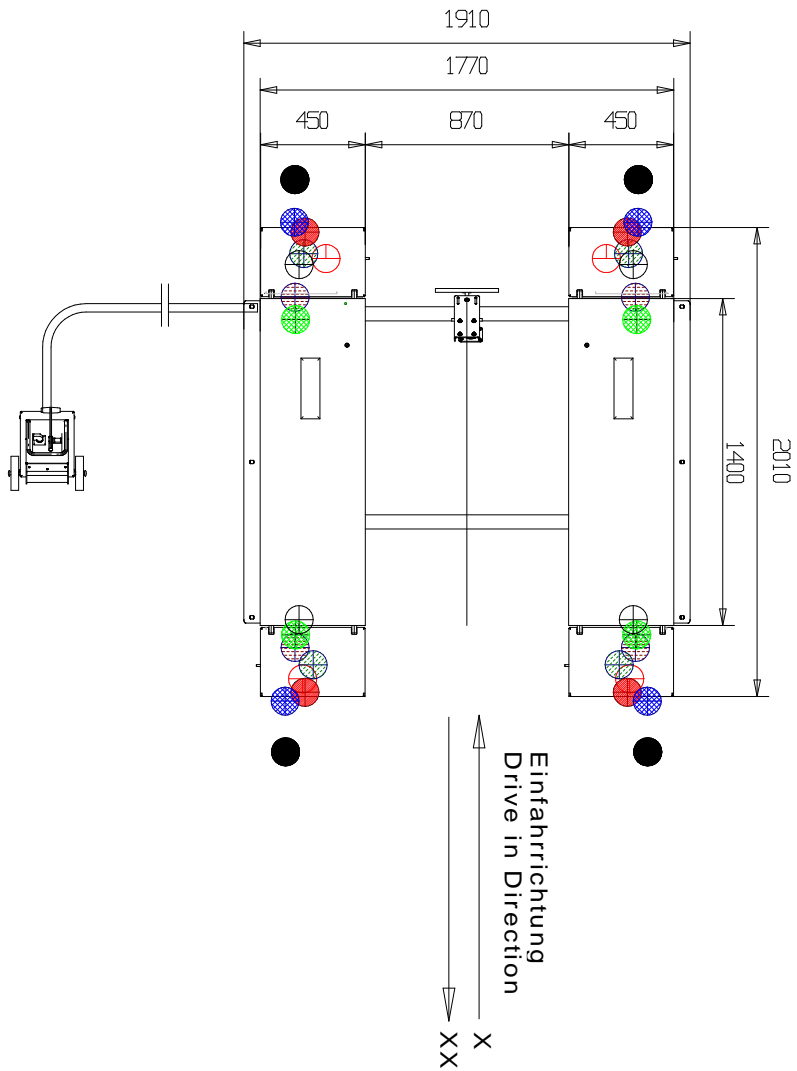 1910
1770
450
870
450
2010
1400
Einfahrrichtung
Drive in Direction
X
XX